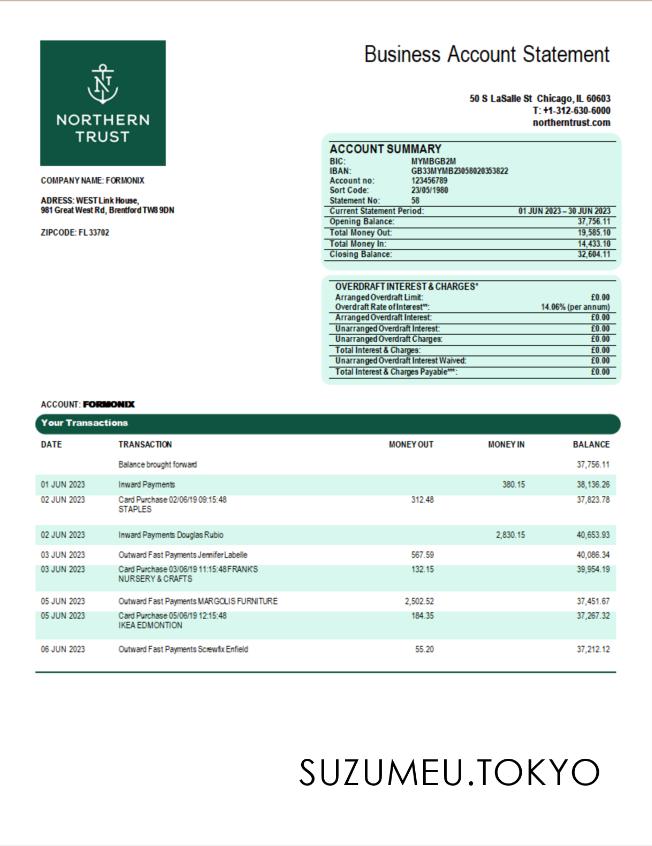 NORTHERN
TRUST
Business Account Statement
50 S LaSalle St Chicago, IL 60603
T: +1-312-630-6000
northerntrust.com
COMPANY NAME: FORMONIX
ADRESS: WEST Link House,
981 Great West Rd, Brentford TW8 9DN
ZIPCODE: FL 33702
ACCOUNT SUMMARY
BIC: MYMBGB2M
IBAN: GB33MYMB23058020353822
Account no: 123456789
Sort Code: 23/05/1980
Statement No: 58
Current Statement Period: 01 JUN 2023 – 30 JUN 2023
Opening Balance: 37,756.11
Total Money Out: 19,585.10
Total Money In: 14,433.10
Closing Balance: 32,604.11
OVERDRAFT INTEREST & CHARGES*
Arranged Overdraft Limit: £0.00
Overdraft Rate of Interest**: 14.06% (per annum)
Arranged Overdraft Interest: £0.00
Unarranged Overdraft Interest: £0.00
Unarranged Overdraft Charges: £0.00
Total Interest & Charges: £0.00
Unarranged Overdraft Interest Waived: £0.00
Total Interest & Charges Payable***: £0.00
ACCOUNT: FORMONIX
Your Transactions
DATE TRANSACTION MONEY OUT MONEY IN BALANCE
Balance brought forward 37,756.11
01 JUN 2023 Inward Payments 380.15 38,136.26
02 JUN 2023 Card Purchase 02/06/19 09:15:48 312.48 37,823.78
STAPLES
02 JUN 2023 Inward Payments Douglas Rubio 2,830.15 40,653.93
03 JUN 2023 Outward Fast Payments Jennifer Labelle 567.59 40,086.34
03 JUN 2023 Card Purchase 03/06/19 11:15:48 FRANKS 132.15 39,954.19
NURSERY & CRAFTS
05 JUN 2023 Outward Fast Payments MARGOLIS FURNITURE 2,502.52 37,451.67
05 JUN 2023 Card Purchase 05/06/19 12:15:48 184.35 37,267.32
IKEA EDMONTION
06 JUN 2023 Outward Fast Payments Screwfix Enfield 55.20 37,212.12
SUZUMEU.TOKYO